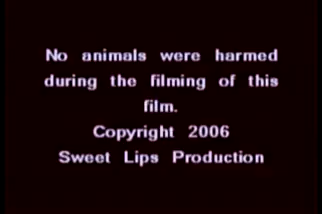 No animals were harmed
during the filming of this
film.
Copyright 2006
Sweet Lips Production